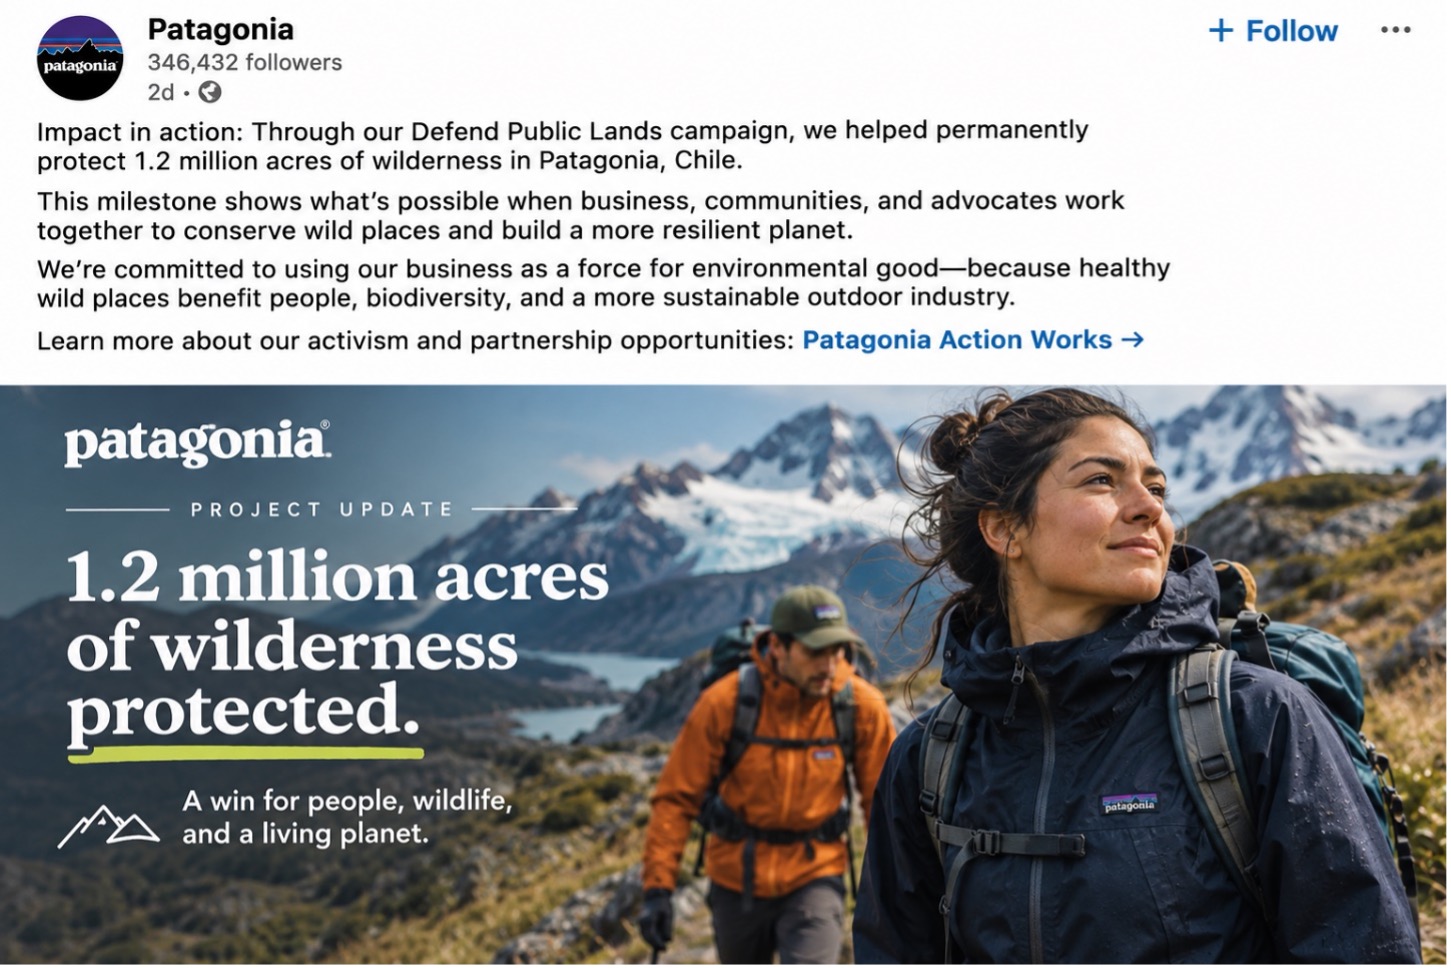 Patagonia
346,432 followers
2d •
+ Follow
•••
patagonia
Impact in action: Through our Defend Public Lands campaign, we helped permanently
protect 1.2 million acres of wilderness in Patagonia, Chile.
This milestone shows what’s possible when business, communities, and advocates work
together to conserve wild places and build a more resilient planet.
We’re committed to using our business as a force for environmental good—because healthy
wild places benefit people, biodiversity, and a more sustainable outdoor industry.
Learn more about our activism and partnership opportunities: Patagonia Action Works →
patagonia®
PROJECT UPDATE
1.2 million acres
of wilderness
protected.
A win for people, wildlife,
and a living planet.
patagonia